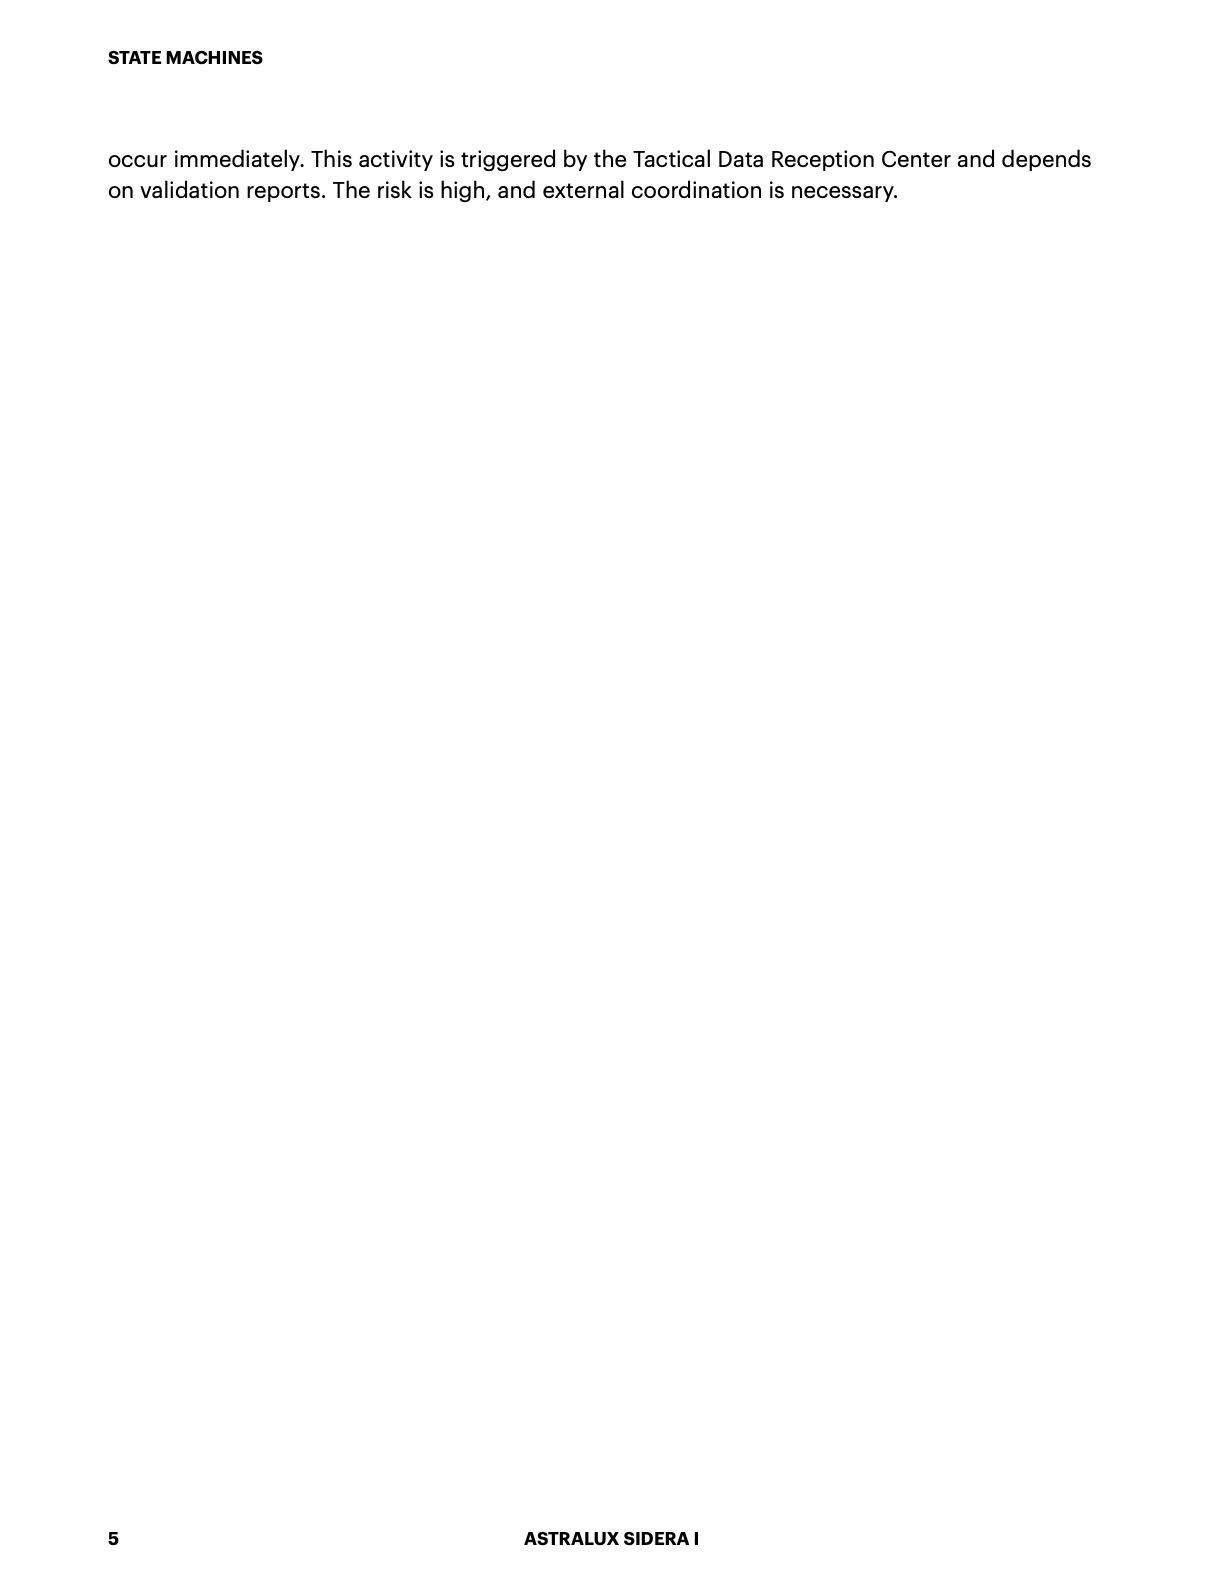 STATE MACHINES
occur immediately. This activity is triggered by the Tactical Data Reception Center and depends
on validation reports. The risk is high, and external coordination is necessary.
5
ASTRALUX SIDERA I